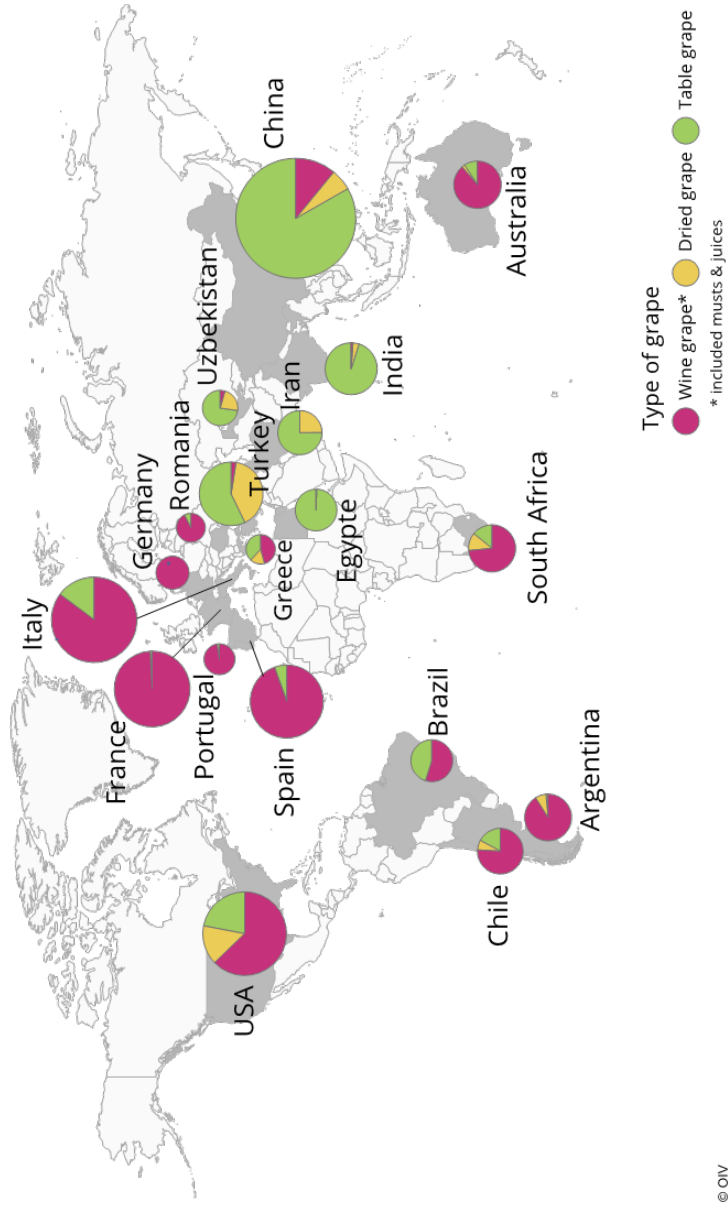 Italy
France
Germany
Romania
Uzbekistan
China
Portugal
Spain
USA
Greece
Turkey
Iran
Egypte
India
Brazil
Chile
Argentina
South Africa
Australia
Type of grape
Wine grape* Dried grape Table grape
* included musts & juices
© OIV